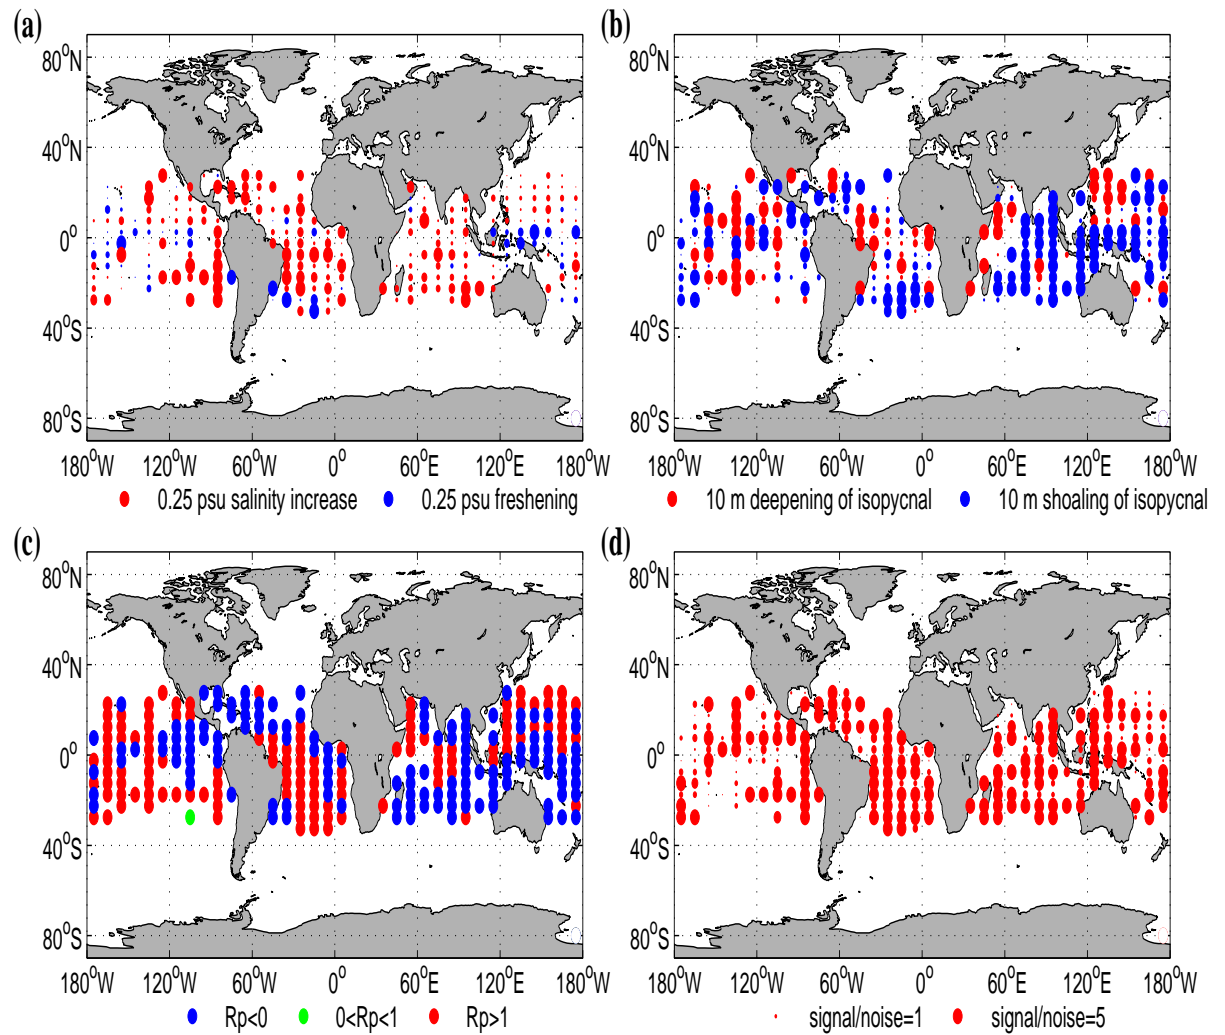 (a)
(b)
80°N
40°N
0°
40°S
80°S
180°W 120°W 60°W 0° 60°E 120°E 180°W
0.25 psu salinity increase 0.25 psu freshening
80°N
40°N
0°
40°S
80°S
180°W 120°W 60°W 0° 60°E 120°E 180°W
10 m deepening of isopycnal 10 m shoaling of isopycnal
(c)
(d)
80°N
40°N
0°
40°S
80°S
180°W 120°W 60°W 0° 60°E 120°E 180°W
Rp<0 0<Rp<1 Rp>1
80°N
40°N
0°
40°S
80°S
180°W 120°W 60°W 0° 60°E 120°E 180°W
signal/noise=1 signal/noise=5